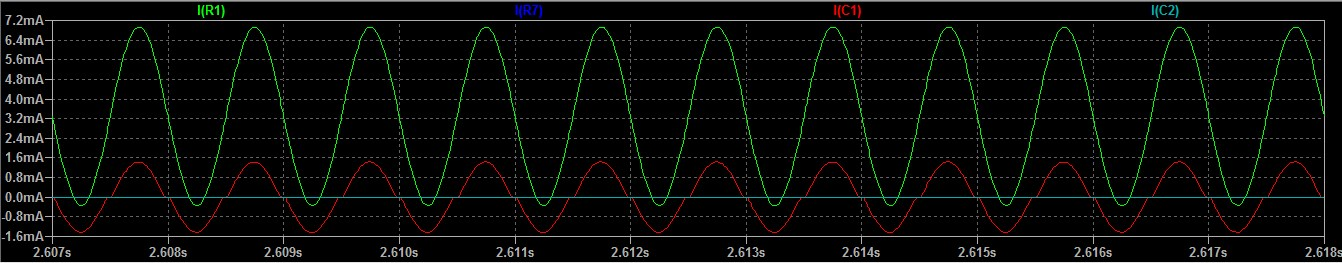 I(R1) I(R7) I(C1) I(C2)
7.2mA
6.4mA
5.6mA
4.8mA
4.0mA
3.2mA
2.4mA
1.6mA
0.8mA
0.0mA
-0.8mA
-1.6mA
2.607s 2.608s 2.609s 2.610s 2.611s 2.612s 2.613s 2.614s 2.615s 2.616s 2.617s 2.618s